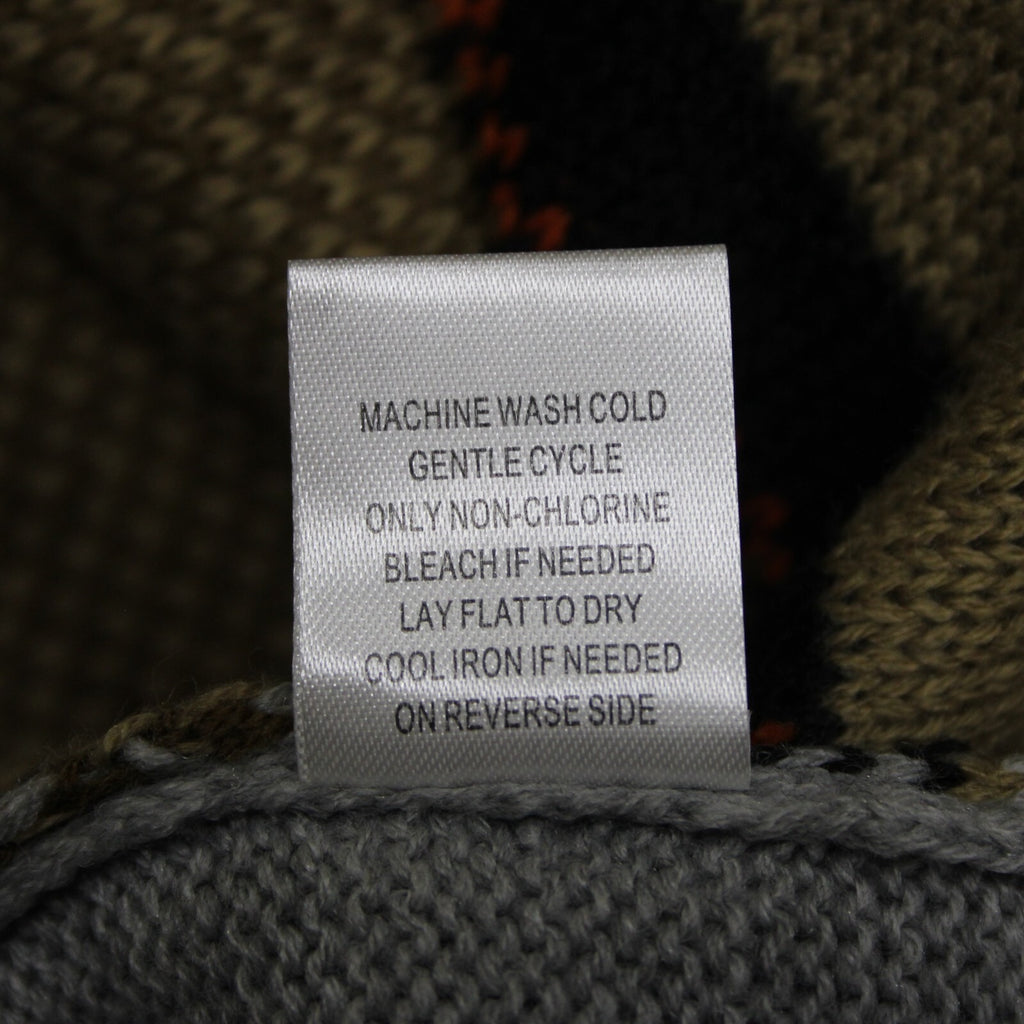 MACHINE WASH COLD
GENTLE CYCLE
ONLY NON-CHLORINE
BLEACH IF NEEDED
LAY FLAT TO DRY
COOL IRON IF NEEDED
ON REVERSE SIDE